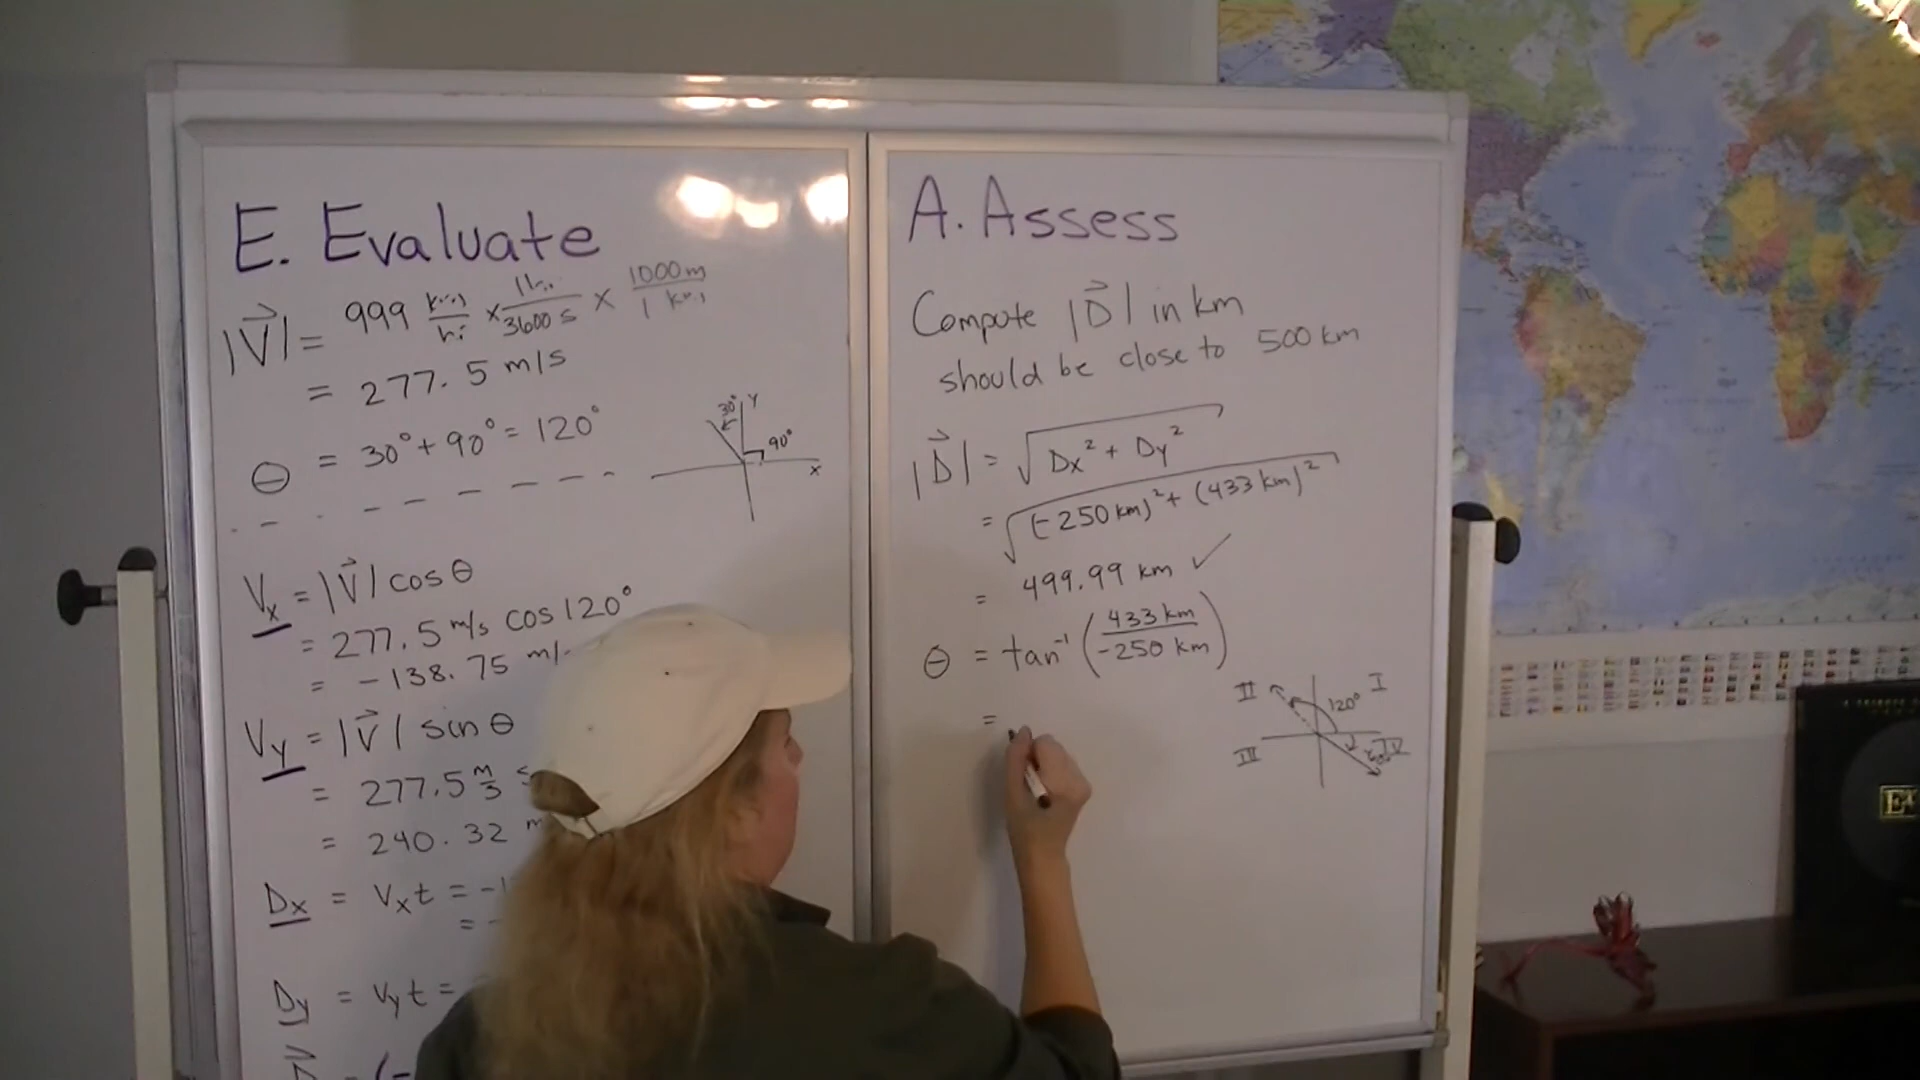 E. Evaluate
|V⃗| = 999 km/hr × 1hr/3600 s × 1000m/1 km
= 277.5 m/s
θ = 30° + 90° = 120°
30° Y
90°
x
Vx = |V⃗| cos θ
= 277.5 m/s cos 120°
= -138.75 m/
Vy = |V⃗| sin θ
= 277.5 m/s s
= 240.32 m
Dx = Vx t = -1
= -
Dy = Vy t =
A. Assess
Compute |D⃗| in km
should be close to 500 km
|D⃗| = √(Dx² + Dy²)
= √((-250 km)² + (433 km)²)
= 499.99 km ✓
θ = tan⁻¹ (433 km / -250 km)
=
II 120° I
III IV